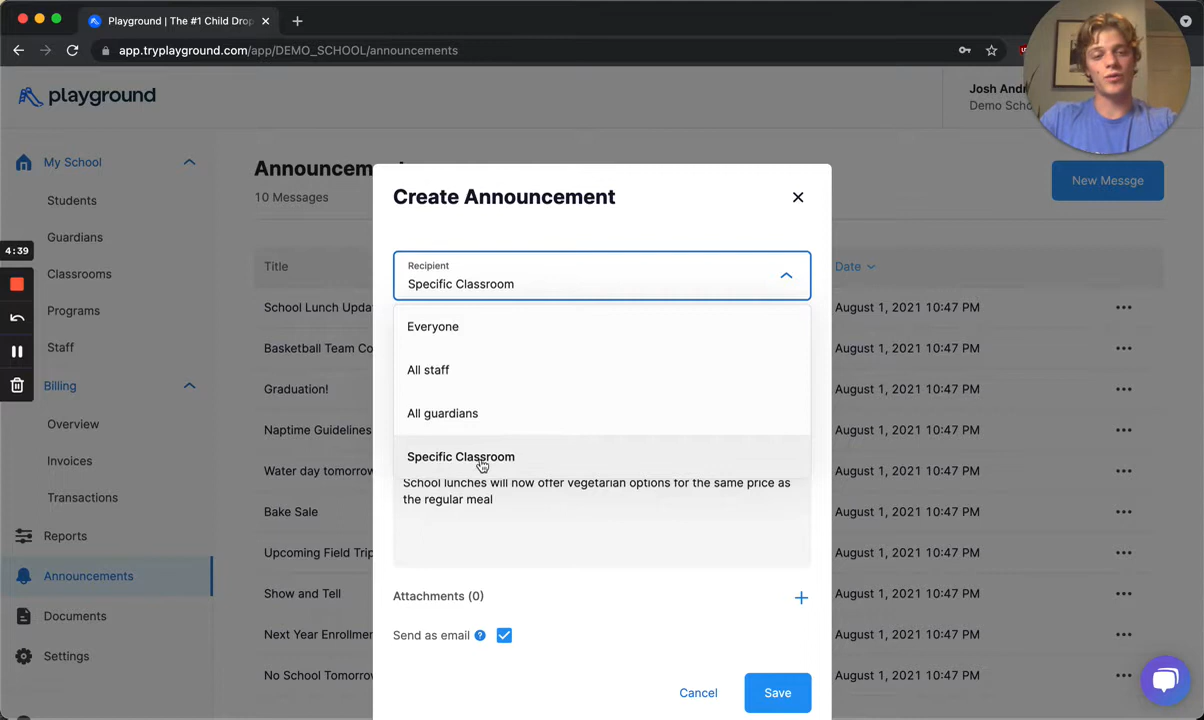 Playground | The #1 Child Drop
app.tryplayground.com/app/DEMO_SCHOOL/announcements
playground
Josh Andr
Demo Scho
My School
Students
Guardians
Classrooms
Programs
Staff
Billing
Overview
Invoices
Transactions
Reports
Announcements
Documents
Settings
4:39
Announcement
10 Messages
New Messge
Title
Date
School Lunch Upda
August 1, 2021 10:47 PM
Basketball Team Co
August 1, 2021 10:47 PM
Graduation!
August 1, 2021 10:47 PM
Naptime Guidelines
August 1, 2021 10:47 PM
Water day tomorrow
August 1, 2021 10:47 PM
Bake Sale
August 1, 2021 10:47 PM
Upcoming Field Trip
August 1, 2021 10:47 PM
Show and Tell
August 1, 2021 10:47 PM
Next Year Enrollmen
August 1, 2021 10:47 PM
No School Tomorrow
August 1, 2021 10:47 PM
Create Announcement
Recipient
Specific Classroom
Everyone
All staff
All guardians
Specific Classroom
School lunches will now offer vegetarian options for the same price as
the regular meal
Attachments (0)
Send as email
Cancel
Save